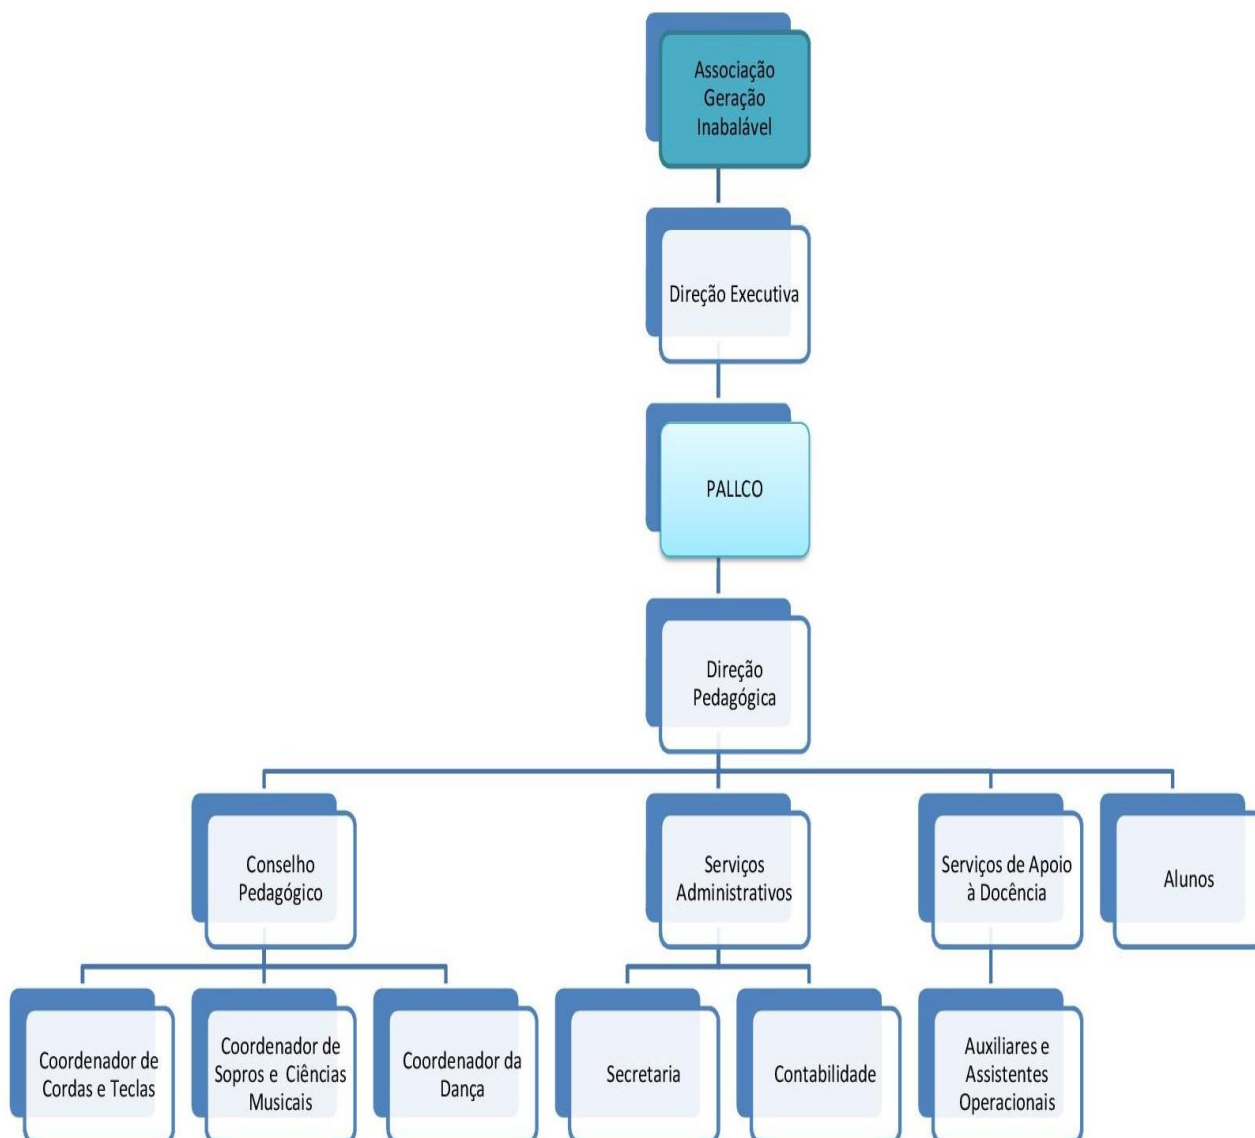 Associação
Geração
Inabalável
Direção Executiva
PALLCO
Direção
Pedagógica
Conselho
Pedagógico
Serviços
Administrativos
Serviços de Apoio
à Docência
Alunos
Coordenador de
Cordas e Teclas
Coordenador de
Sopros e Ciências
Musicais
Coordenador da
Dança
Secretaria
Contabilidade
Auxiliares e
Assistentes
Operacionais